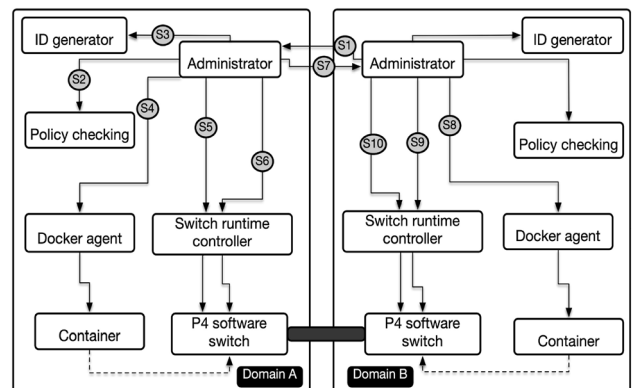 ID generator
S3
S1
ID generator
Administrator
Administrator
S7
S2
Policy checking
S4
S5
S6
S10
S9
S8
Policy checking
Docker agent
Switch runtime
controller
Switch runtime
controller
Docker agent
Container
P4 software
switch
P4 software
switch
Container
Domain A
Domain B